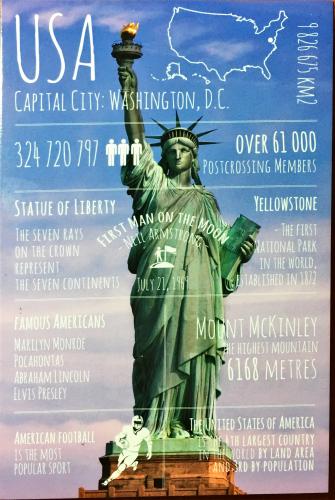 USA
9 826 675 KM2
CAPITAL CITY: WASHINGTON, D.C.
324 720 797
OVER 61 000
POSTCROSSING MEMBERS
STATUE OF LIBERTY
THE SEVEN RAYS
ON THE CROWN
REPRESENT
THE SEVEN CONTINENTS
FIRST MAN ON THE MOON
NEIL ARMSTRONG
JULY 21, 1969
YELLOWSTONE
- THE FIRST
NATIONAL PARK
IN THE WORLD,
ESTABLISHED IN 1872
FAMOUS AMERICANS
MARILYN MONROE
POCAHONTAS
ABRAHAM LINCOLN
ELVIS PRESLEY
MOUNT MCKINLEY
THE HIGHEST MOUNTAIN
6168 METRES
AMERICAN FOOTBALL
IS THE MOST
POPULAR SPORT
THE UNITED STATES OF AMERICA
IS THE 4TH LARGEST COUNTRY
IN THE WORLD BY LAND AREA
AND 3RD BY POPULATION